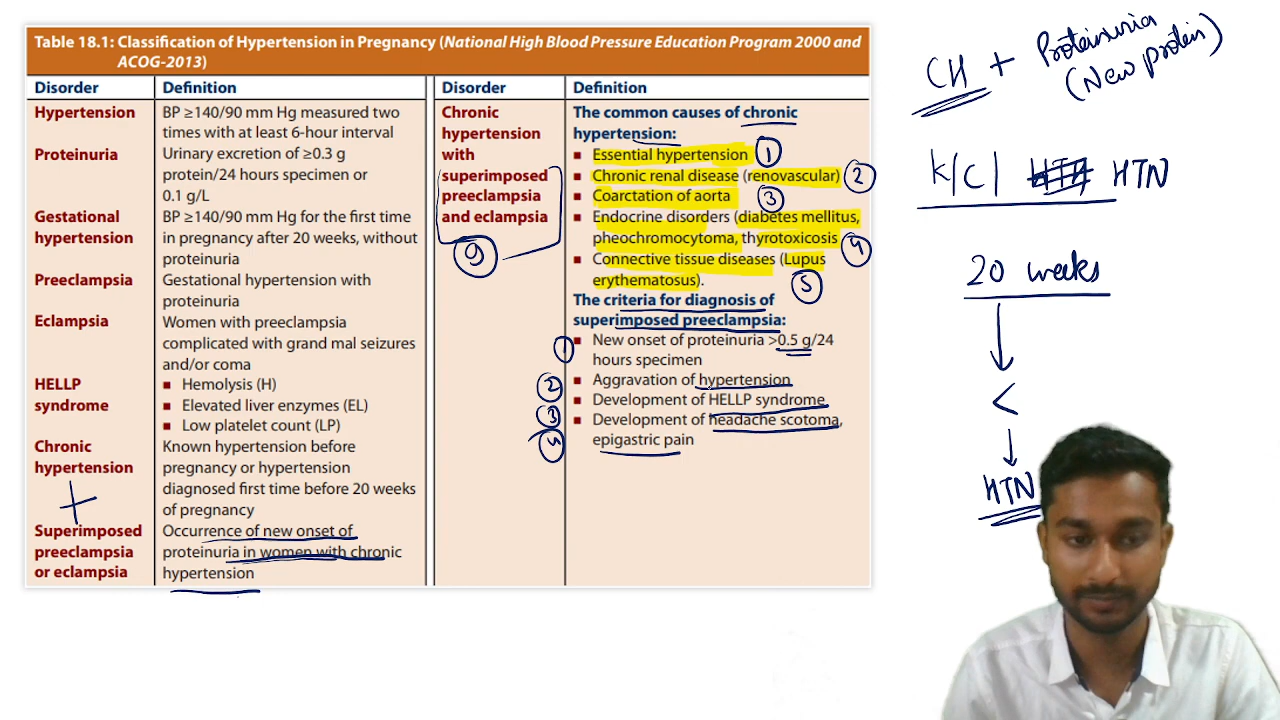 Table 18.1: Classification of Hypertension in Pregnancy (National High Blood Pressure Education Program 2000 and
ACOG-2013)
Disorder
Definition
Hypertension
BP ≥140/90 mm Hg measured two
times with at least 6-hour interval
Proteinuria
Urinary excretion of ≥0.3 g
protein/24 hours specimen or
0.1 g/L
Gestational
hypertension
BP ≥140/90 mm Hg for the first time
in pregnancy after 20 weeks, without
proteinuria
Preeclampsia
Gestational hypertension with
proteinuria
Eclampsia
Women with preeclampsia
complicated with grand mal seizures
and/or coma
HELLP
syndrome
■ Hemolysis (H)
■ Elevated liver enzymes (EL)
■ Low platelet count (LP)
Chronic
hypertension
Known hypertension before
pregnancy or hypertension
diagnosed first time before 20 weeks
of pregnancy
+
Superimposed
preeclampsia
or eclampsia
Occurrence of new onset of
proteinuria in women with chronic
hypertension
Disorder
Definition
Chronic
hypertension
with
superimposed
preeclampsia
and eclampsia
9
The common causes of chronic
hypertension:
■ Essential hypertension 1
■ Chronic renal disease (renovascular) 2
■ Coarctation of aorta 3
■ Endocrine disorders (diabetes mellitus,
pheochromocytoma, thyrotoxicosis 4
■ Connective tissue diseases (Lupus
erythematosus). 5
The criteria for diagnosis of
superimposed preeclampsia:
1 ■ New onset of proteinuria >0.5 g/24
hours specimen
2 ■ Aggravation of hypertension
3 ■ Development of HELLP syndrome
■ Development of headache scotoma,
epigastric pain
CH + Proteinuria
(New protein)
K/C/ HTN
20 weeks
<
HTN